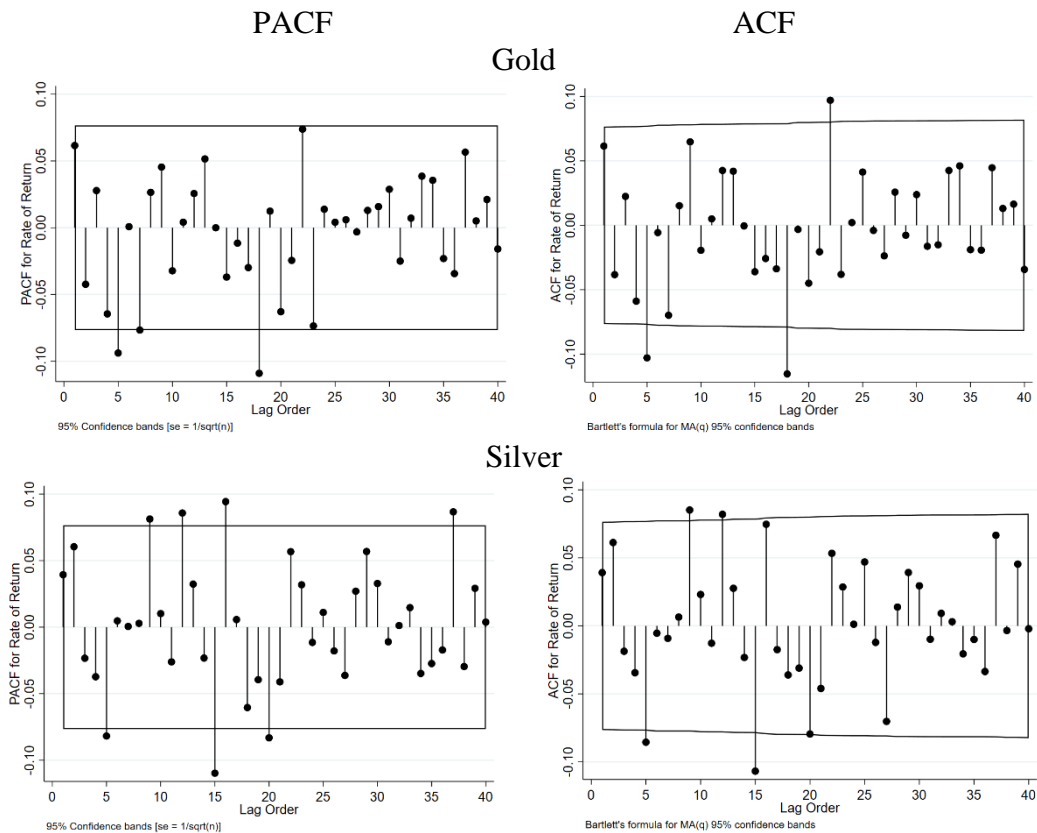 PACF ACF
Gold
PACF for Rate of Return
0.10
0.05
0.00
-0.05
-0.10
0 5 10 15 20 25 30 35 40
Lag Order
95% Confidence bands [se = 1/sqrt(n)]
ACF for Rate of Return
0.10
0.05
0.00
-0.05
-0.10
0 5 10 15 20 25 30 35 40
Lag Order
Bartlett's formula for MA(q) 95% confidence bands
Silver
PACF for Rate of Return
0.10
0.05
0.00
-0.05
-0.10
0 5 10 15 20 25 30 35 40
Lag Order
95% Confidence bands [se = 1/sqrt(n)]
ACF for Rate of Return
0.10
0.05
0.00
-0.05
-0.10
0 5 10 15 20 25 30 35 40
Lag Order
Bartlett's formula for MA(q) 95% confidence bands